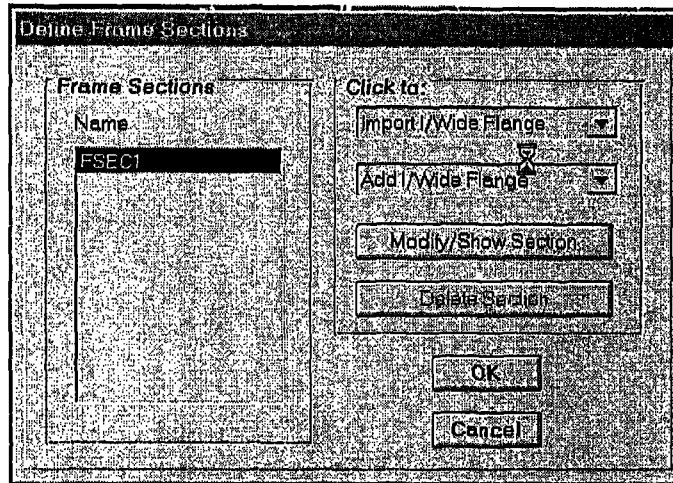 Define Frame Sections
Frame Sections
Name
FSEC1
Click to:
Import I/Wide Flange
Add I/Wide Flange
Modify/Show Section
Delete Section
OK
Cancel